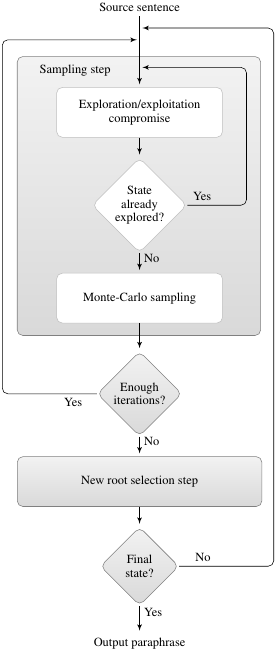 Source sentence
Sampling step
Exploration/exploitation
compromise
State
already
explored?
Yes
No
Monte-Carlo sampling
Enough
iterations?
Yes
No
New root selection step
Final
state?
No
Yes
Output paraphrase